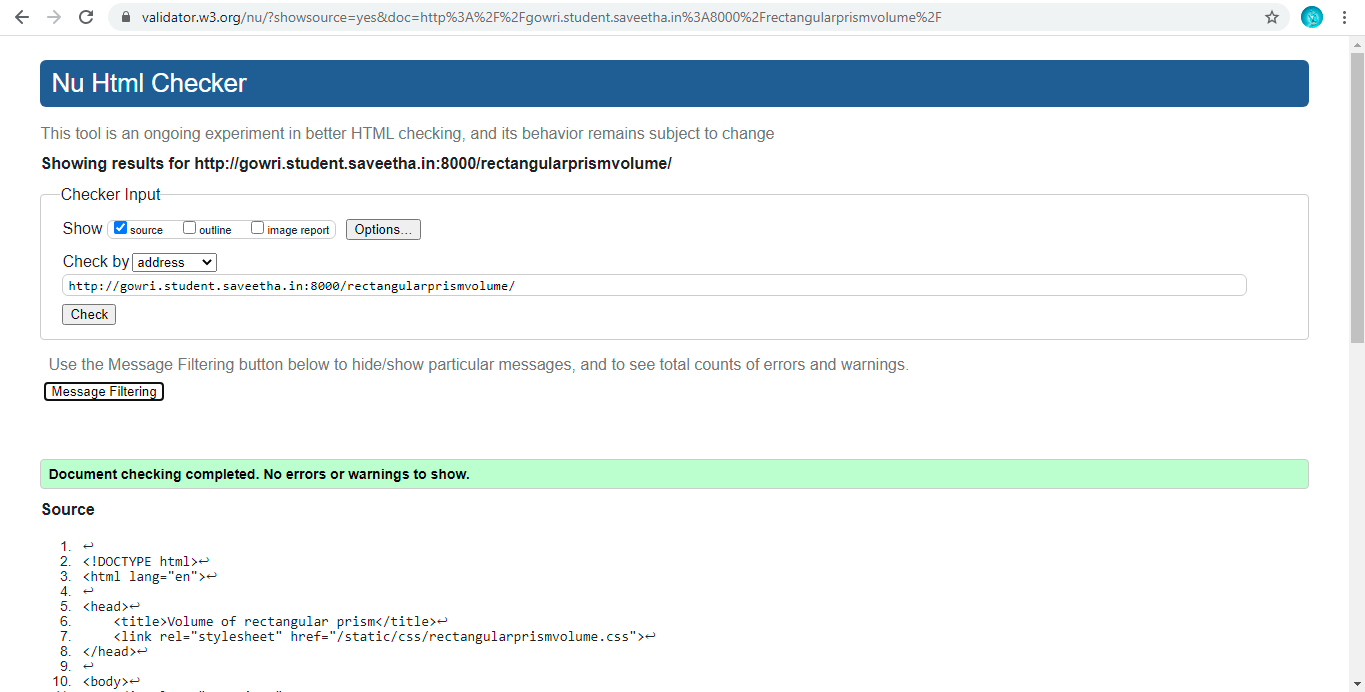 validator.w3.org/nu/?showsource=yes&doc=http%3A%2F%2Fgowri.student.saveetha.in%3A8000%2Frectangularprismvolume%2F
Nu Html Checker
This tool is an ongoing experiment in better HTML checking, and its behavior remains subject to change
Showing results for http://gowri.student.saveetha.in:8000/rectangularprismvolume/
Checker Input
Show source outline image report Options...
Check by address
http://gowri.student.saveetha.in:8000/rectangularprismvolume/
Check
Use the Message Filtering button below to hide/show particular messages, and to see total counts of errors and warnings.
Message Filtering
Document checking completed. No errors or warnings to show.
Source
1. ↩
2. <!DOCTYPE html>↩
3. <html lang="en">↩
4. ↩
5. <head>↩
6. <title>Volume of rectangular prism</title>↩
7. <link rel="stylesheet" href="/static/css/rectangularprismvolume.css">↩
8. </head>↩
9. ↩
10. <body>↩